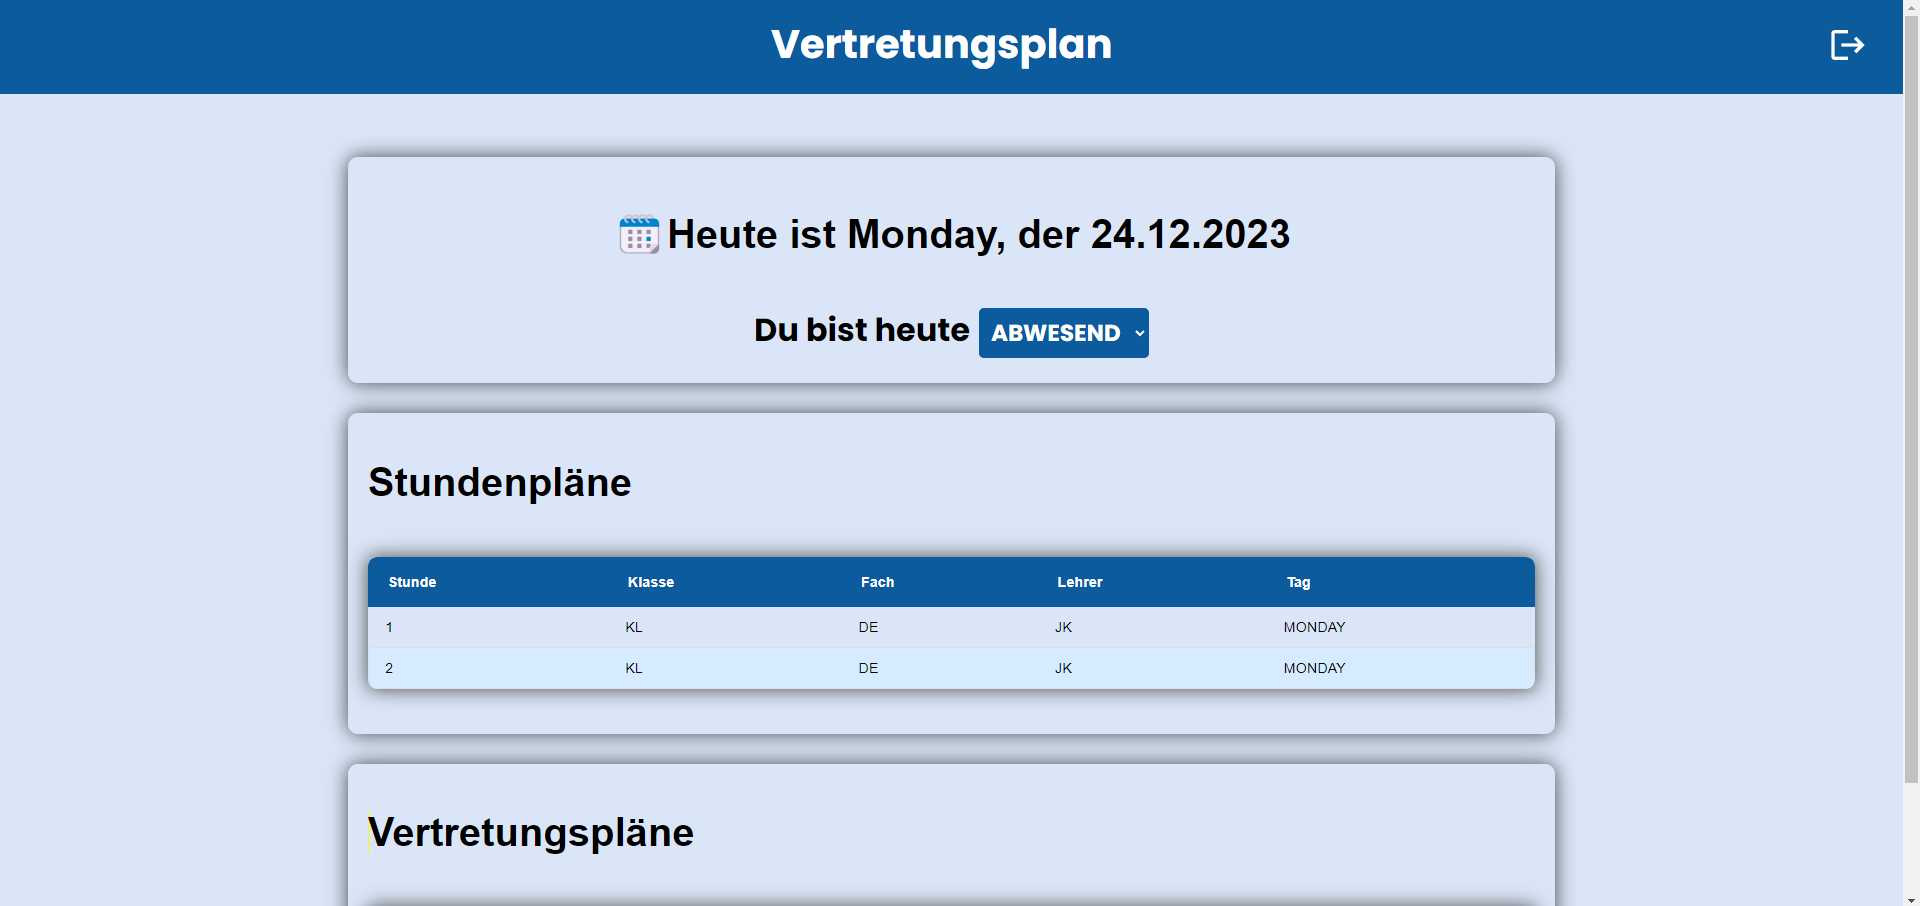 Vertretungsplan
Heute ist Monday, der 24.12.2023
Du bist heute ABWESEND
Stundenpläne
Stunde Klasse Fach Lehrer Tag
1 KL DE JK MONDAY
2 KL DE JK MONDAY
Vertretungspläne